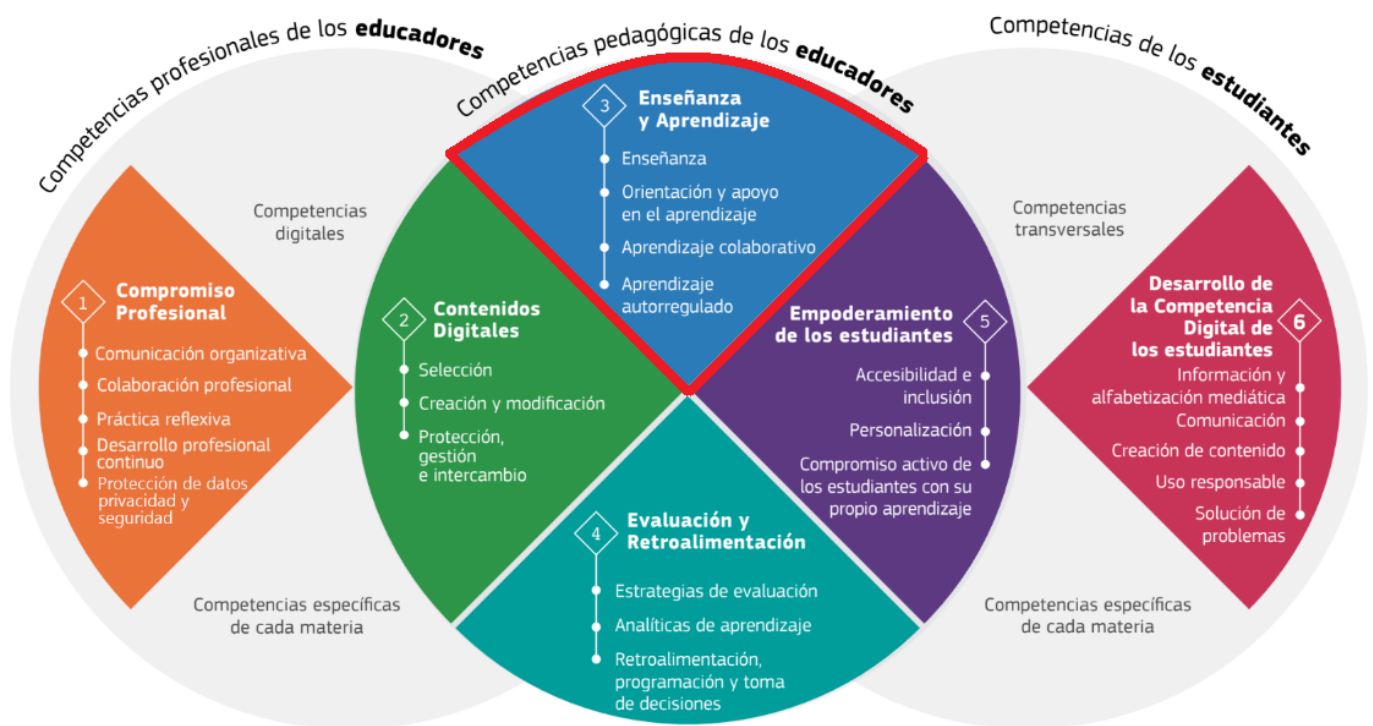 Competencias profesionales de los educadores
Competencias pedagógicas de los educadores
Competencias de los estudiantes
Competencias
digitales
Competencias específicas
de cada materia
1
Compromiso
Profesional
Comunicación organizativa
Colaboración profesional
Práctica reflexiva
Desarrollo profesional
continuo
Protección de datos
privacidad y
seguridad
2
Contenidos
Digitales
Selección
Creación y modificación
Protección,
gestión
e intercambio
3
Enseñanza
y Aprendizaje
Enseñanza
Orientación y apoyo
en el aprendizaje
Aprendizaje colaborativo
Aprendizaje
autorregulado
4
Evaluación y
Retroalimentación
Estrategias de evaluación
Analíticas de aprendizaje
Retroalimentación,
programación y toma
de decisiones
5
Empoderamiento
de los estudiantes
Accesibilidad e
inclusión
Personalización
Compromiso activo de
los estudiantes con su
propio aprendizaje
Competencias
transversales
Competencias específicas
de cada materia
6
Desarrollo de
la Competencia
Digital de
los estudiantes
Información y
alfabetización mediática
Comunicación
Creación de contenido
Uso responsable
Solución de
problemas